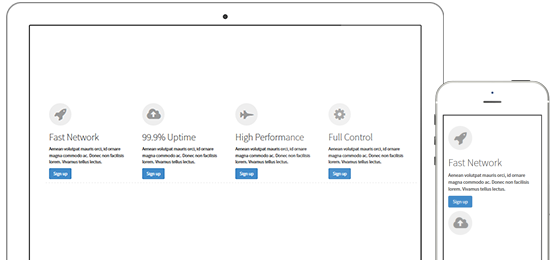 Fast Network
Aenean volutpat mauris orci, id ornare
magna commodo ac. Donec non facilisis
lorem. Vivamus tellus lectus.
Sign up
99.9% Uptime
Aenean volutpat mauris orci, id ornare
magna commodo ac. Donec non facilisis
lorem. Vivamus tellus lectus.
Sign up
High Performance
Aenean volutpat mauris orci, id ornare
magna commodo ac. Donec non facilisis
lorem. Vivamus tellus lectus.
Sign up
Full Control
Aenean volutpat mauris orci, id ornare
magna commodo ac. Donec non facilisis
lorem. Vivamus tellus lectus.
Sign up
Fast Network
Aenean volutpat mauris orci, id ornare
magna commodo ac. Donec non facilisis
lorem. Vivamus tellus lectus.
Sign up